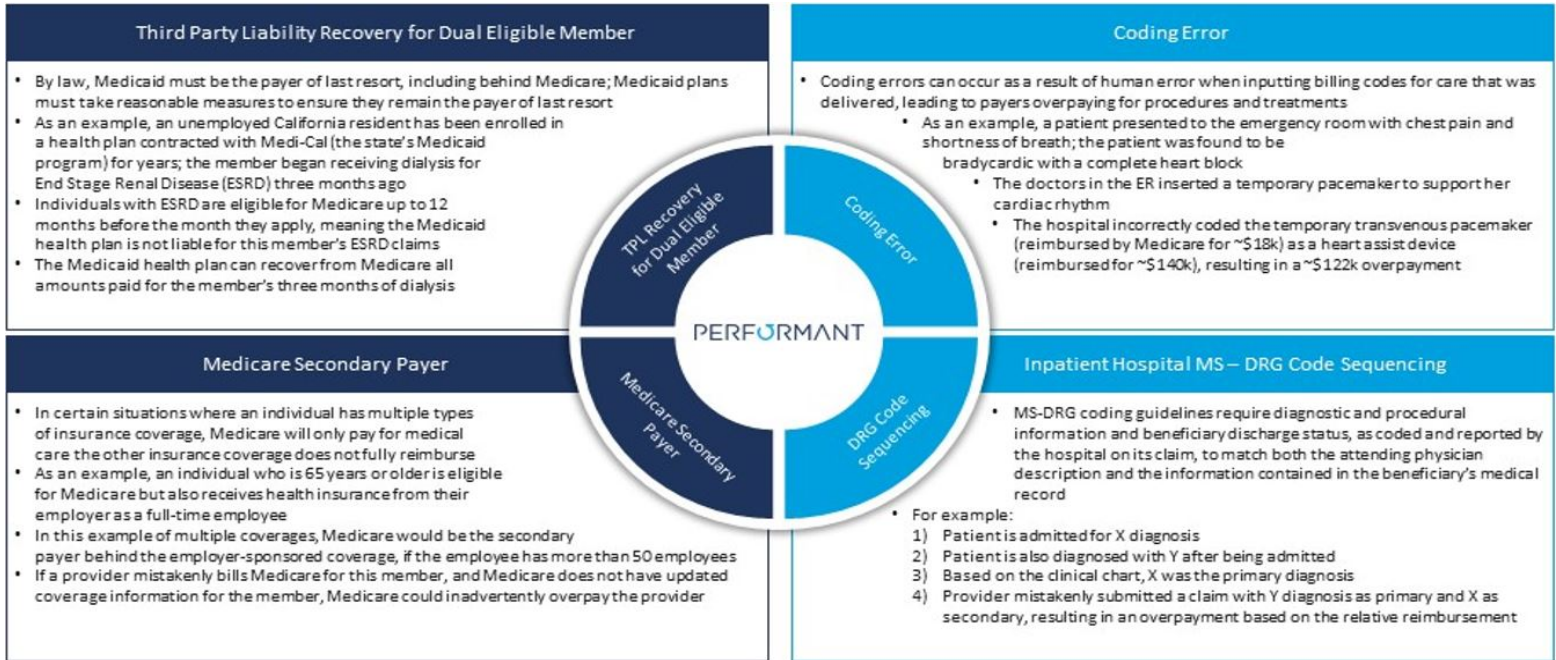 Third Party Liability Recovery for Dual Eligible Member
• By law, Medicaid must be the payer of last resort, including behind Medicare; Medicaid plans
must take reasonable measures to ensure they remain the payer of last resort
• As an example, an unemployed California resident has been enrolled in
a health plan contracted with Medi-Cal (the state's Medicaid
program) for years; the member began receiving dialysis for
End Stage Renal Disease (ESRD) three months ago
• Individuals with ESRD are eligible for Medicare up to 12
months before the month they apply, meaning the Medicaid
health plan is not liable for this member's ESRD claims
• The Medicaid health plan can recover from Medicare all
amounts paid for the member's three months of dialysis
Coding Error
• Coding errors can occur as a result of human error when inputting billing codes for care that was
delivered, leading to payers overpaying for procedures and treatments
• As an example, a patient presented to the emergency room with chest pain and
shortness of breath; the patient was found to be
bradycardic with a complete heart block
• The doctors in the ER inserted a temporary pacemaker to support her
cardiac rhythm
• The hospital incorrectly coded the temporary transvenous pacemaker
(reimbursed by Medicare for ~$18k) as a heart assist device
(reimbursed for ~$140k), resulting in a ~$122k overpayment
TPL Recovery
for Dual Eligible
Member
Coding Error
PERFORMANT
Medicare Secondary
Payer
DRG Code
Sequencing
Medicare Secondary Payer
• In certain situations where an individual has multiple types
of insurance coverage, Medicare will only pay for medical
care the other insurance coverage does not fully reimburse
• As an example, an individual who is 65 years or older is eligible
for Medicare but also receives health insurance from their
employer as a full-time employee
• In this example of multiple coverages, Medicare would be the secondary
payer behind the employer-sponsored coverage, if the employee has more than 50 employees
• If a provider mistakenly bills Medicare for this member, and Medicare does not have updated
coverage information for the member, Medicare could inadvertently overpay the provider
Inpatient Hospital MS – DRG Code Sequencing
• MS-DRG coding guidelines require diagnostic and procedural
information and beneficiary discharge status, as coded and reported by
the hospital on its claim, to match both the attending physician
description and the information contained in the beneficiary's medical
record
• For example:
1) Patient is admitted for X diagnosis
2) Patient is also diagnosed with Y after being admitted
3) Based on the clinical chart, X was the primary diagnosis
4) Provider mistakenly submitted a claim with Y diagnosis as primary and X as
secondary, resulting in an overpayment based on the relative reimbursement